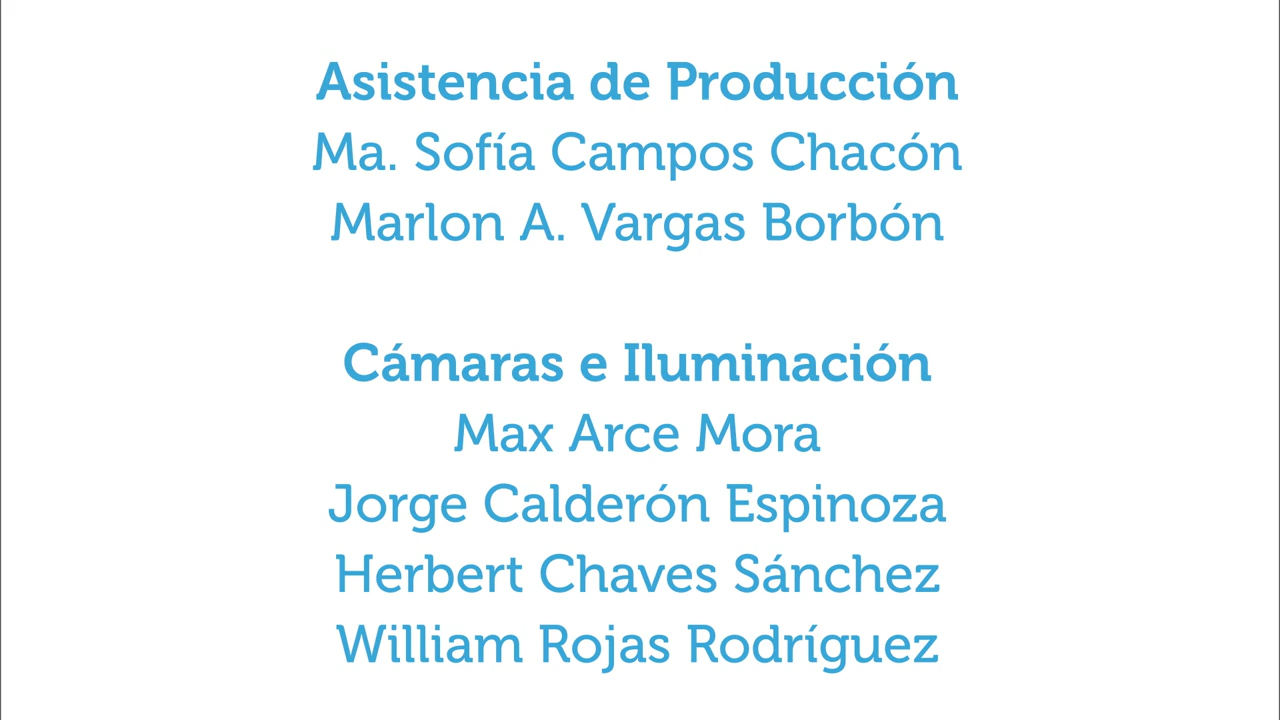 Asistencia de Producción
Ma. Sofía Campos Chacón
Marlon A. Vargas Borbón
Cámaras e Iluminación
Max Arce Mora
Jorge Calderón Espinoza
Herbert Chaves Sánchez
William Rojas Rodríguez